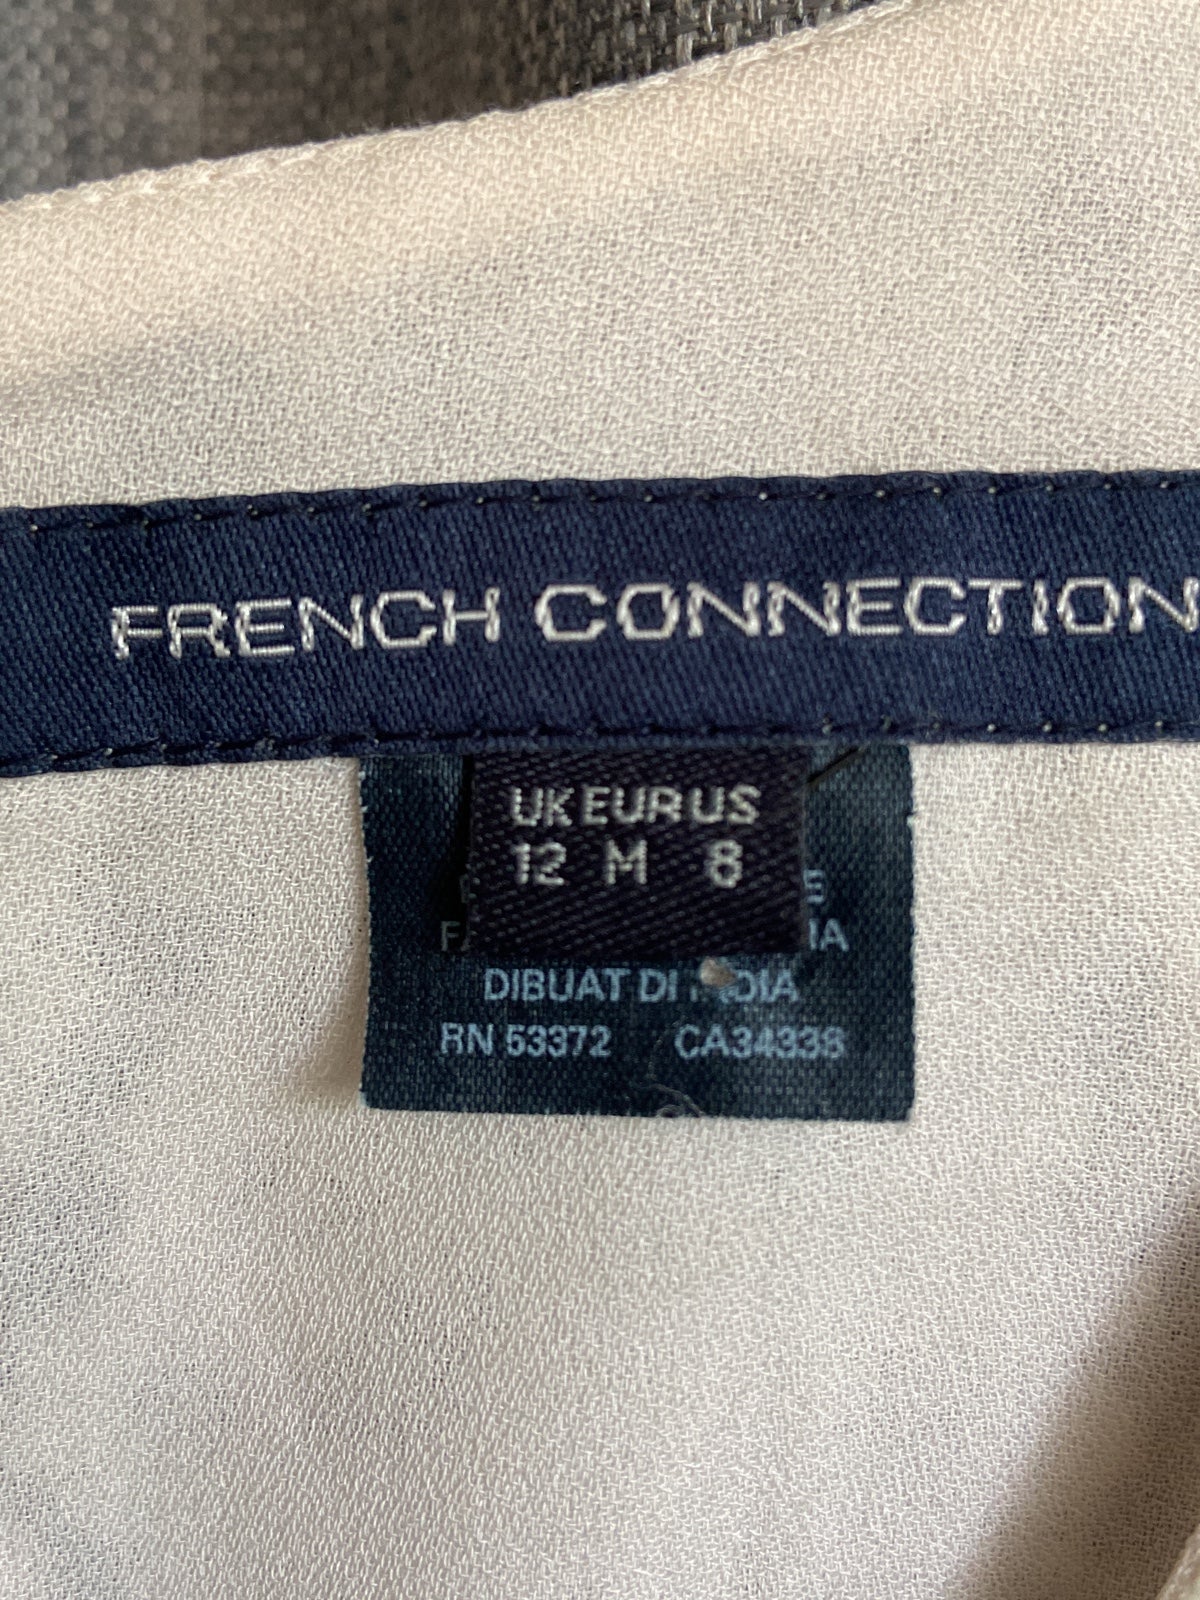 FRENCH CONNECTION
UK EUR US
12 M 8
DIBUAT DI
RN 53372 CA34338